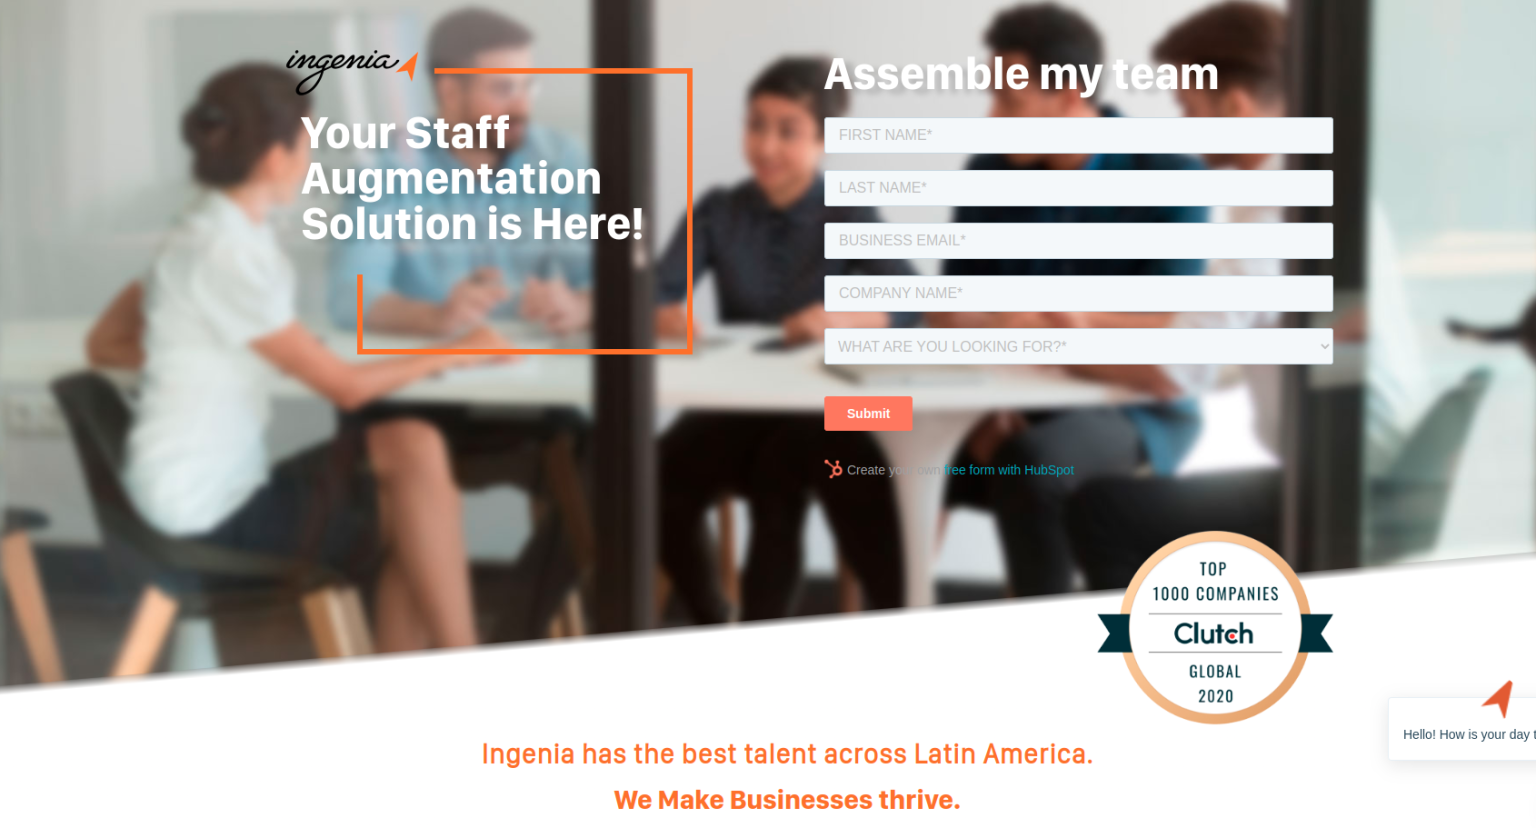 ingenia
Your Staff
Augmentation
Solution is Here!
Assemble my team
FIRST NAME*
LAST NAME*
BUSINESS EMAIL*
COMPANY NAME*
WHAT ARE YOU LOOKING FOR?*
Submit
Create your own free form with HubSpot
TOP
1000 COMPANIES
Clutch
GLOBAL
2020
Hello! How is your day t
Ingenia has the best talent across Latin America.
We Make Businesses thrive.